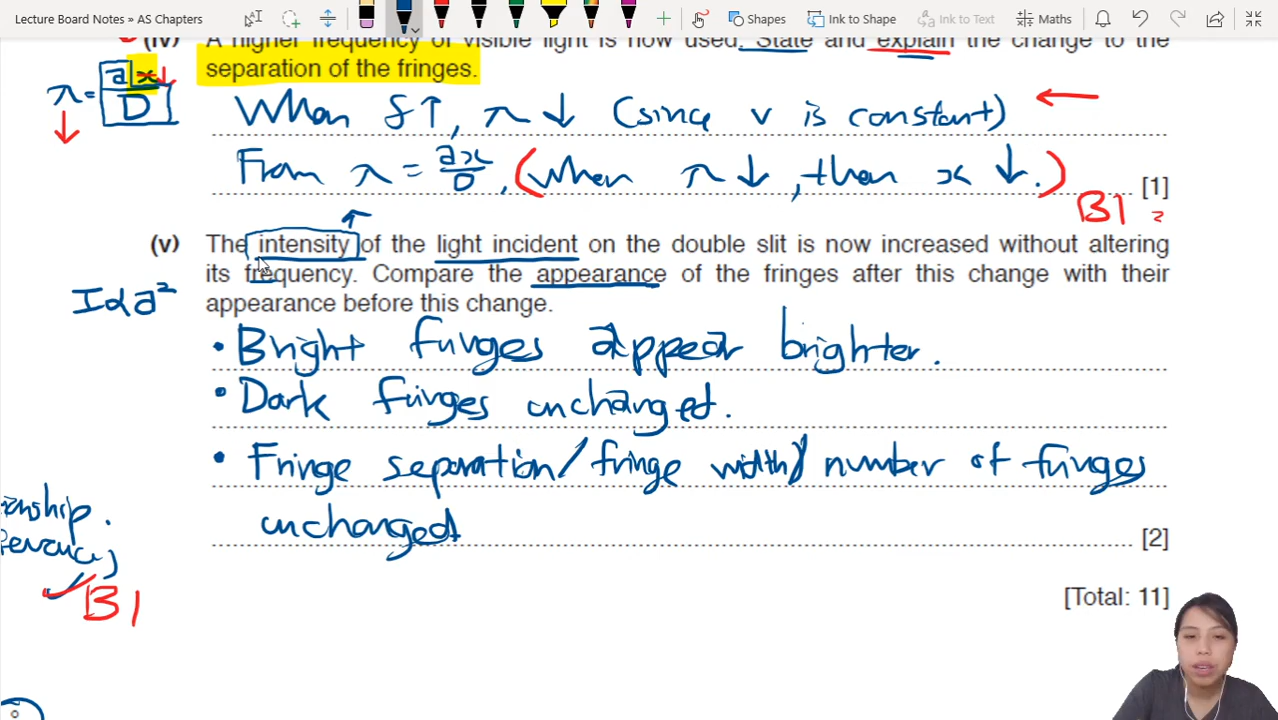 Lecture Board Notes » AS Chapters
Shapes
Ink to Shape
Ink to Text
Maths
(iv) A higher frequency of visible light is now used. State and explain the change to the
separation of the fringes.
λ = ax/D
When f↑, λ↓ (since v is constant)
From λ = ax/D, (when λ↓, then x↓.) [1]
B1
(v) The intensity of the light incident on the double slit is now increased without altering
its frequency. Compare the appearance of the fringes after this change with their
appearance before this change.
I α a²
• Bright fringes appear brighter.
• Dark fringes unchanged.
• Fringe separation/fringe width/number of fringes
unchanged
[2]
B1
[Total: 11]